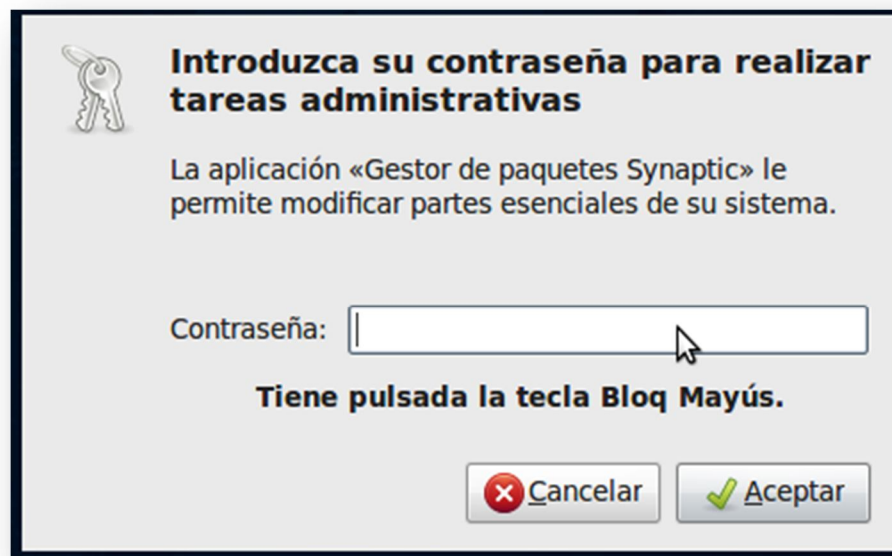 Introduzca su contraseña para realizar
tareas administrativas
La aplicación «Gestor de paquetes Synaptic» le
permite modificar partes esenciales de su sistema.
Contraseña:
Tiene pulsada la tecla Bloq Mayús.
Cancelar
Aceptar